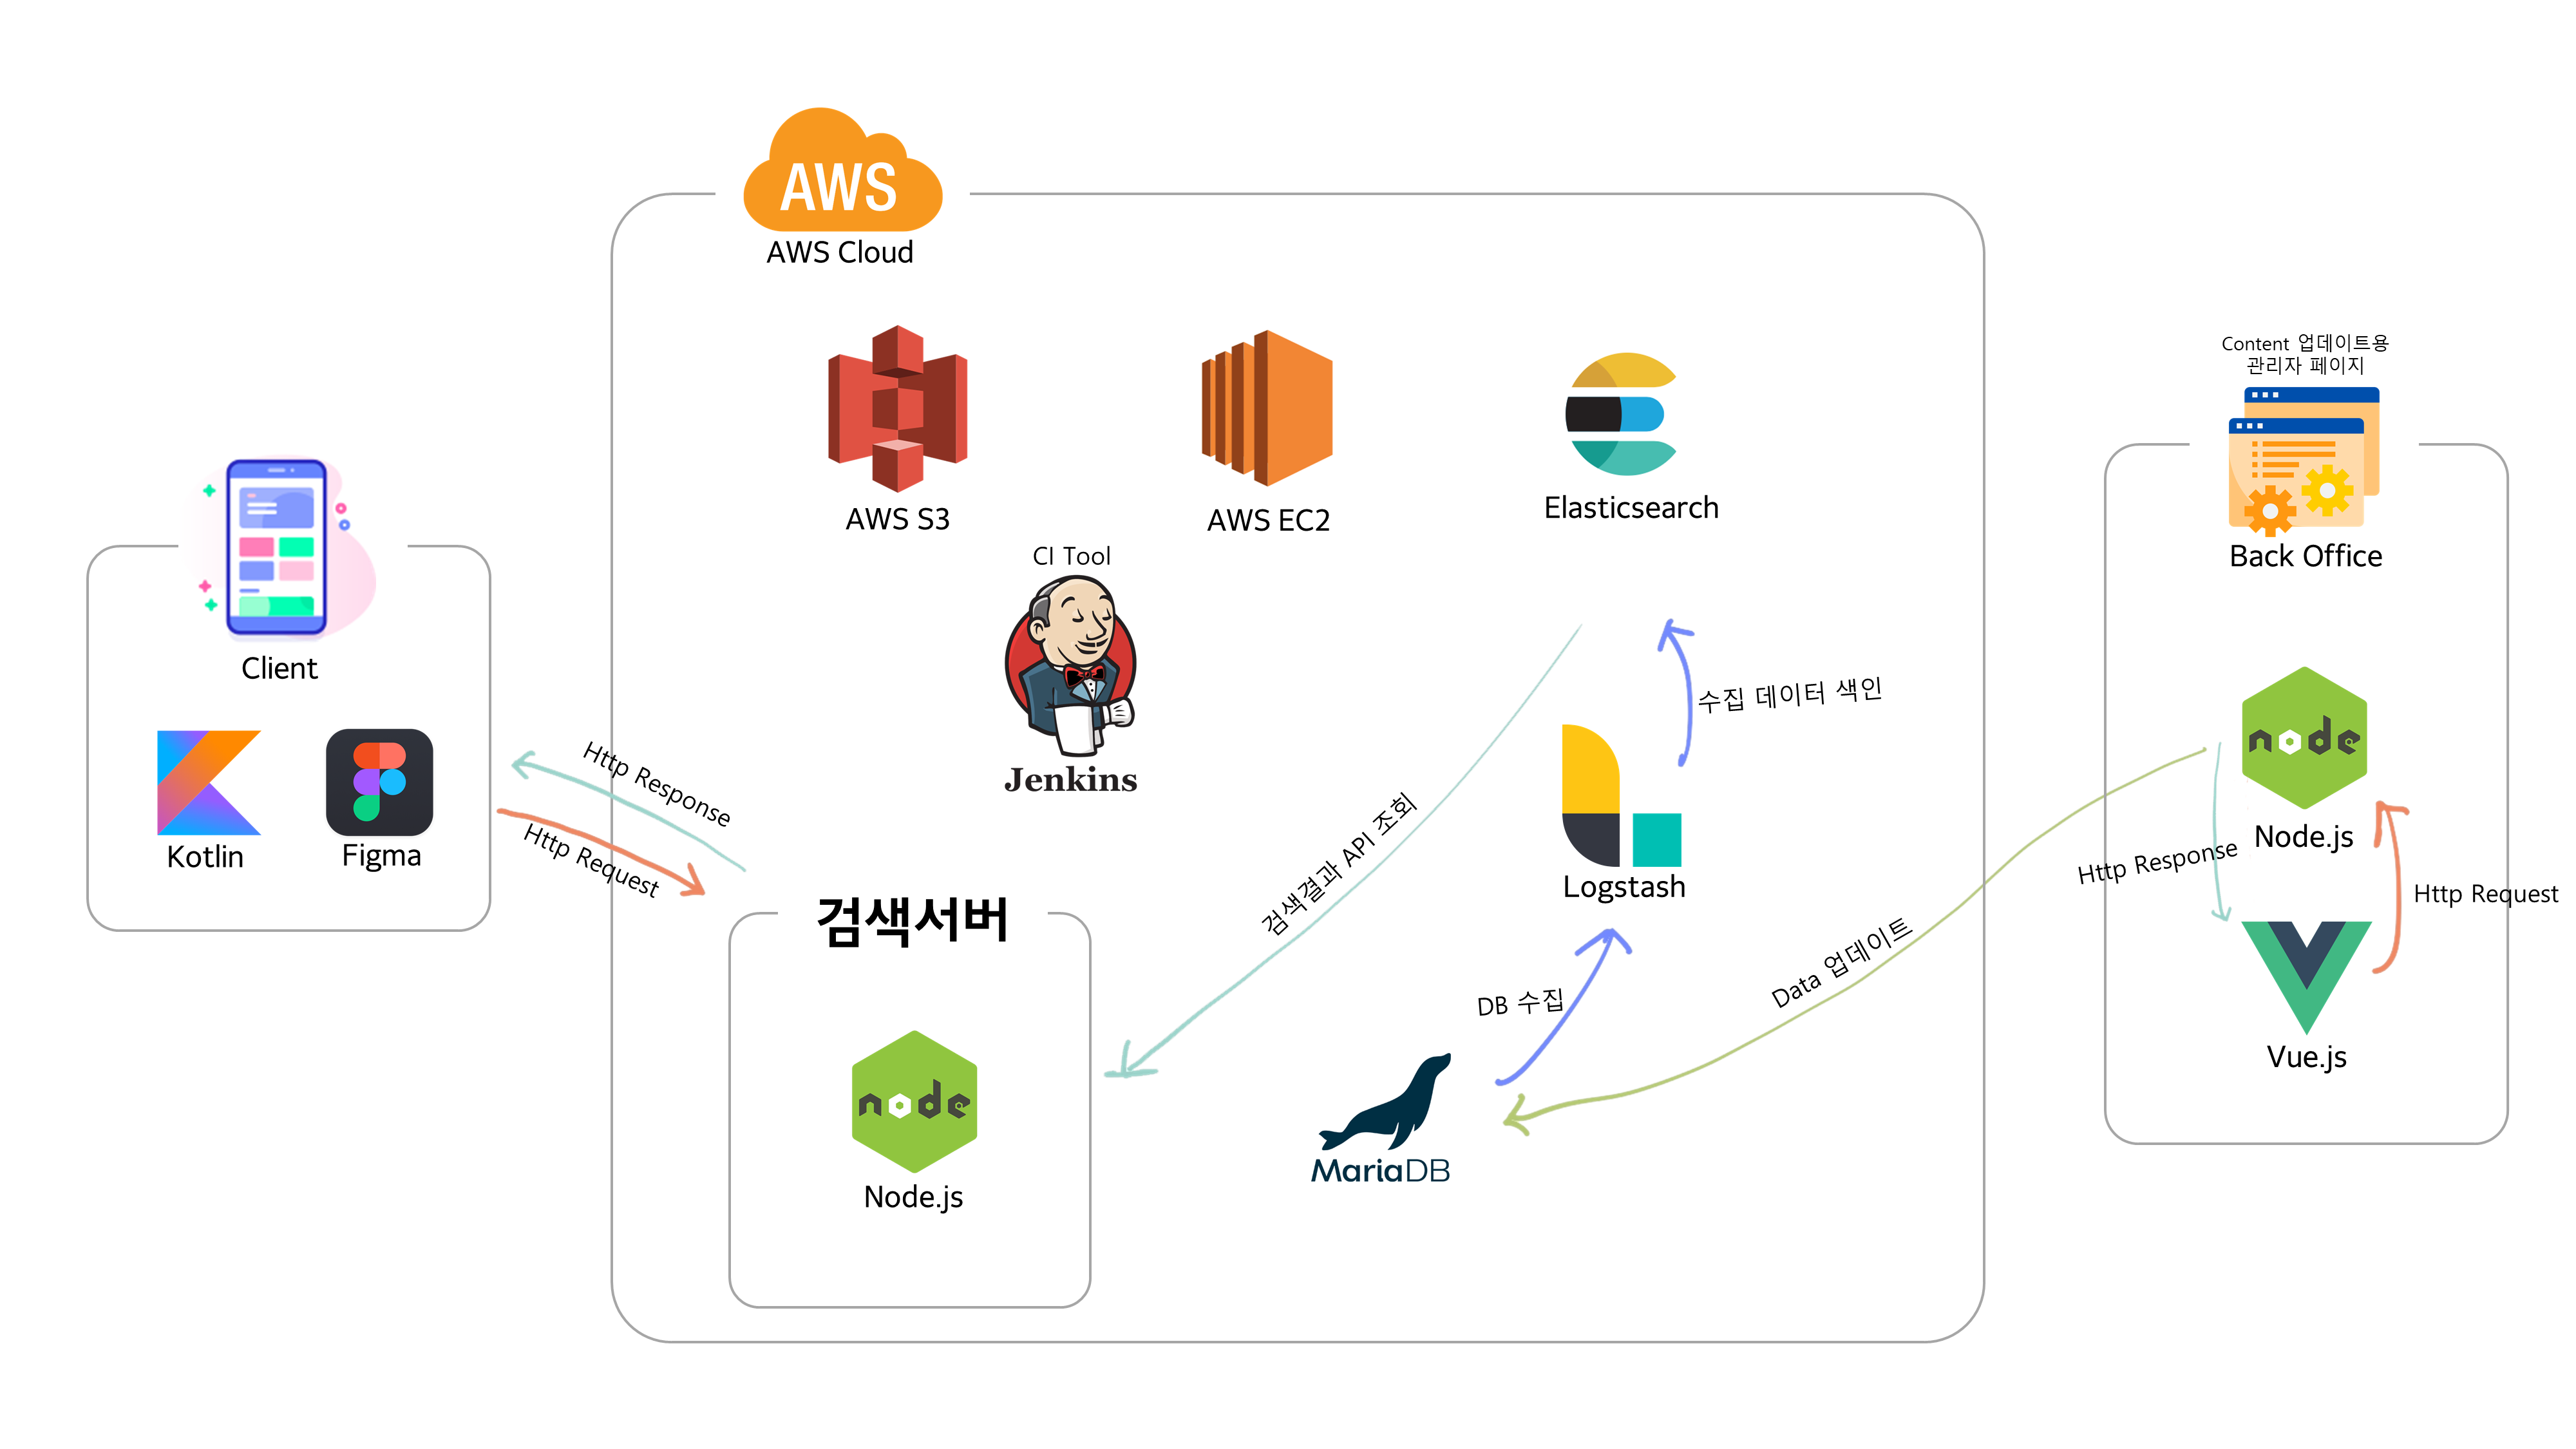 AWS
AWS Cloud
AWS S3
AWS EC2
Elasticsearch
CI Tool
Jenkins
Client
Kotlin
Figma
Http Response
Http Request
검색서버
node
Node.js
검색결과 API 조회
수집 데이터 색인
Logstash
DB 수집
MariaDB
Data 업데이트
Content 업데이트용
관리자 페이지
Back Office
node
Node.js
Http Response
Http Request
Vue.js